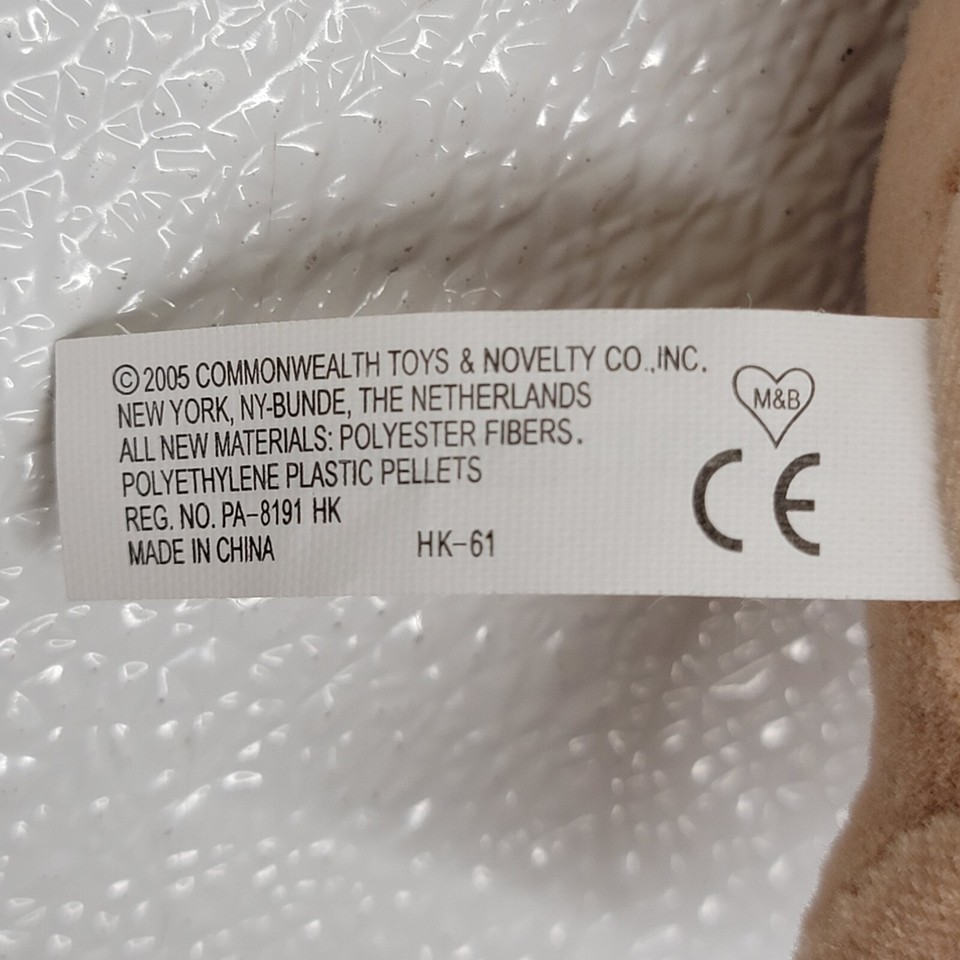 ©2005 COMMONWEALTH TOYS & NOVELTY CO.,INC.
NEW YORK, NY-BUNDE, THE NETHERLANDS
ALL NEW MATERIALS: POLYESTER FIBERS.
POLYETHYLENE PLASTIC PELLETS
REG. NO. PA-8191 HK
MADE IN CHINA
HK-61
M&B
CE